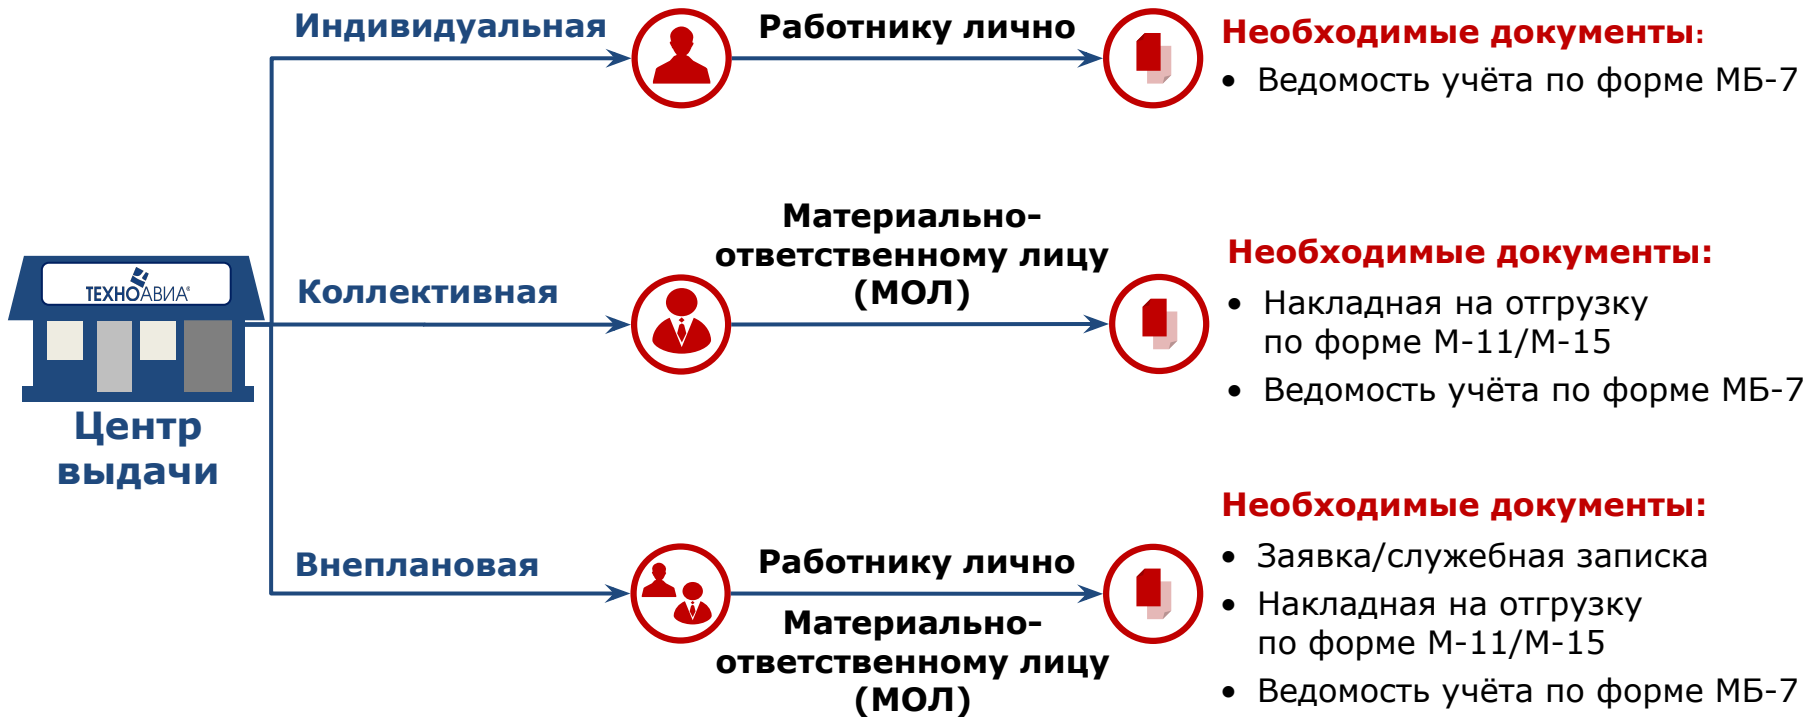 Индивидуальная
Работнику лично
Необходимые документы:
• Ведомость учёта по форме МБ-7
ТЕХНОАВИА®
Центр
выдачи
Коллективная
Материально-
ответственному лицу
(МОЛ)
Необходимые документы:
• Накладная на отгрузку
по форме М-11/М-15
• Ведомость учёта по форме МБ-7
Внеплановая
Работнику лично
Материально-
ответственному лицу
(МОЛ)
Необходимые документы:
• Заявка/служебная записка
• Накладная на отгрузку
по форме М-11/М-15
• Ведомость учёта по форме МБ-7